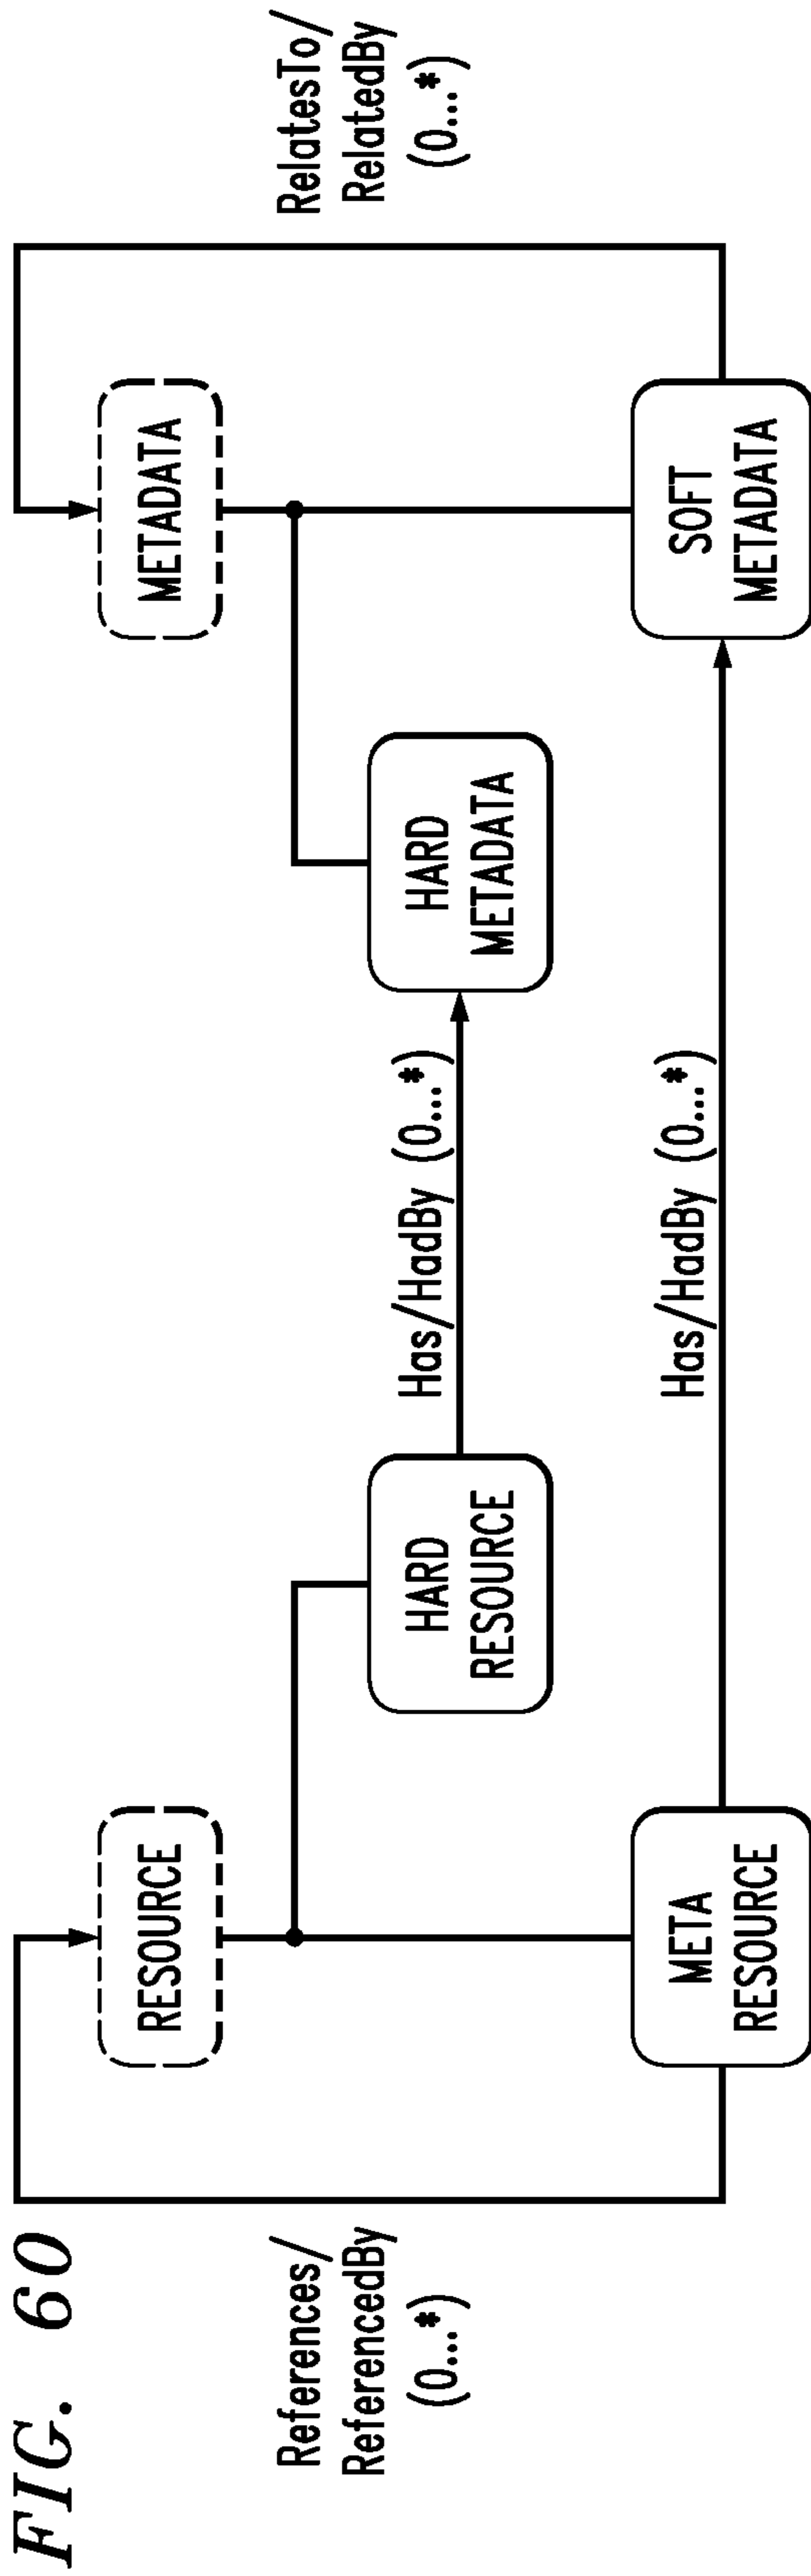 FIG. 60
References/
ReferencedBy
(0...*)
RESOURCE
META
RESOURCE
HARD
RESOURCE
Has/HadBy (0...*)
Has/HadBy (0...*)
HARD
METADATA
METADATA
SOFT
METADATA
RelatesTo/
RelatedBy
(0...*)